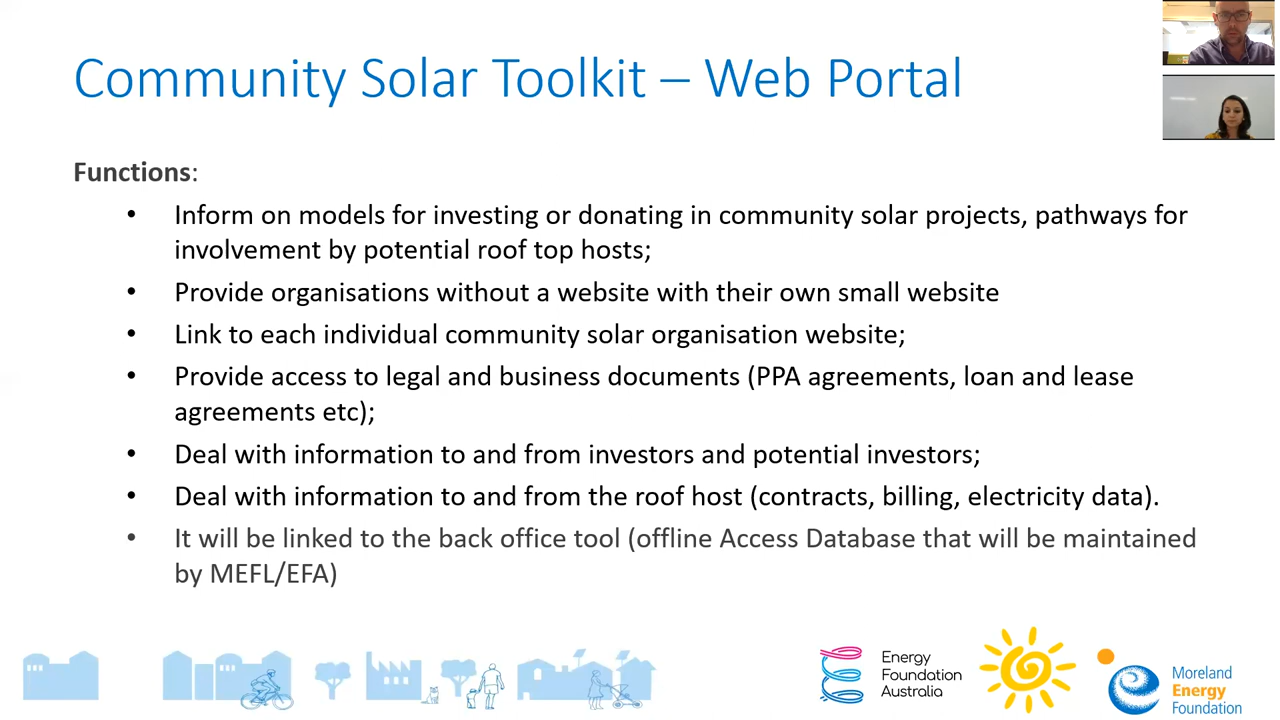 Community Solar Toolkit – Web Portal
Functions:
• Inform on models for investing or donating in community solar projects, pathways for
involvement by potential roof top hosts;
• Provide organisations without a website with their own small website
• Link to each individual community solar organisation website;
• Provide access to legal and business documents (PPA agreements, loan and lease
agreements etc);
• Deal with information to and from investors and potential investors;
• Deal with information to and from the roof host (contracts, billing, electricity data).
• It will be linked to the back office tool (offline Access Database that will be maintained
by MEFL/EFA)
Energy
Foundation
Australia
Moreland
Energy
Foundation